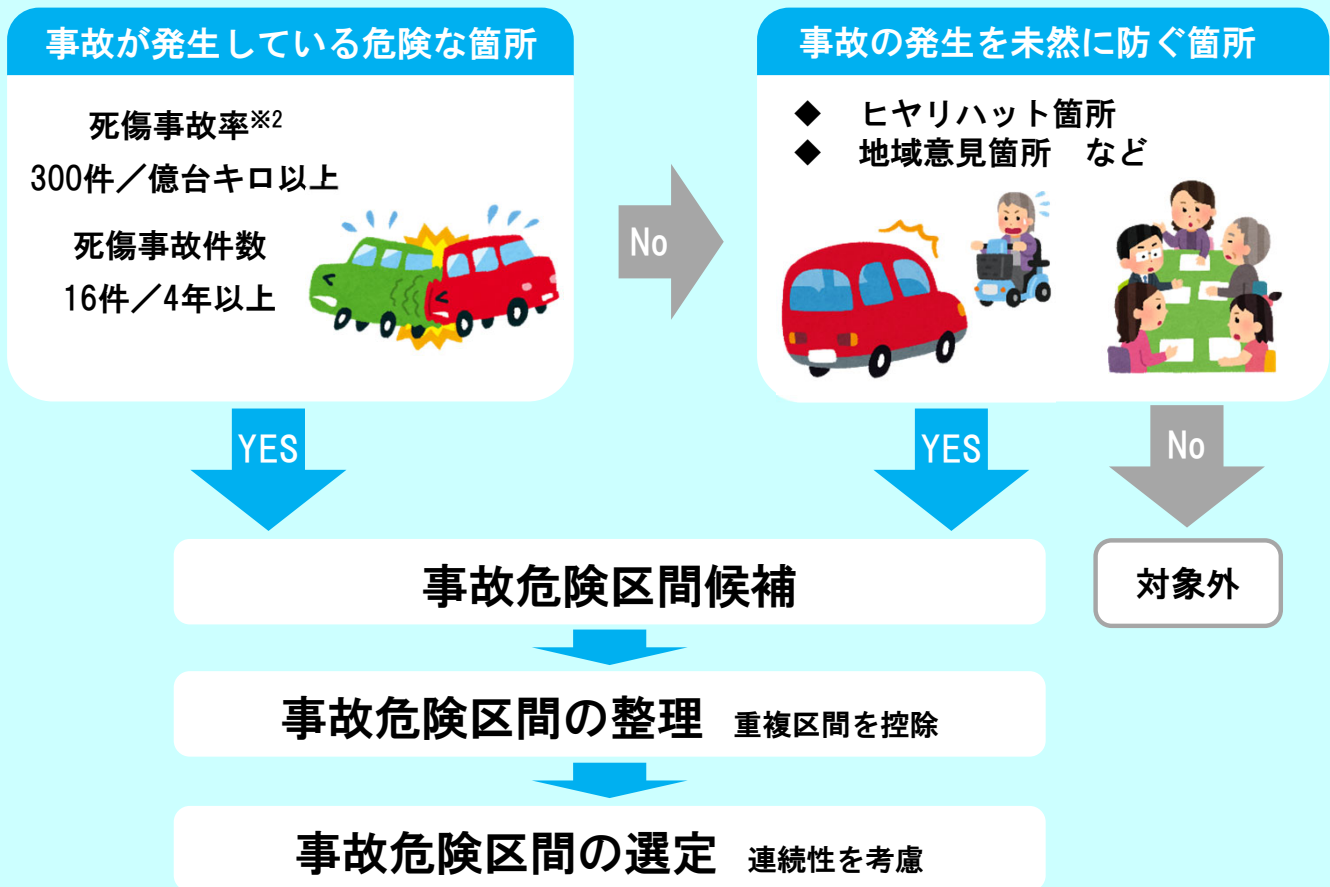 事故が発生している危険な箇所
死傷事故率※2
300件／億台キロ以上
死傷事故件数
16件／4年以上
No
事故の発生を未然に防ぐ箇所
◆ ヒヤリハット箇所
◆ 地域意見箇所 など
YES
YES
No
事故危険区間候補
対象外
事故危険区間の整理 重複区間を控除
事故危険区間の選定 連続性を考慮